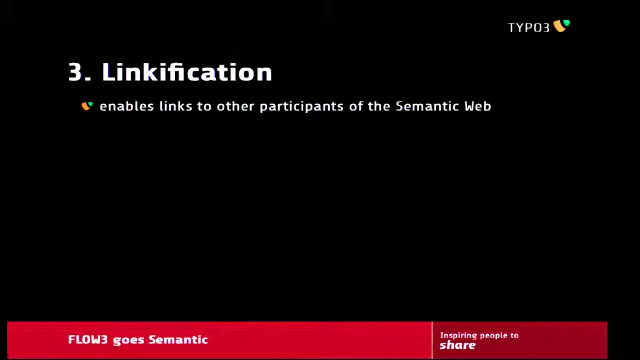 TYPO3
3. Linkification
enables links to other participants of the Semantic Web
FLOW3 goes Semantic
Inspiring people to
share